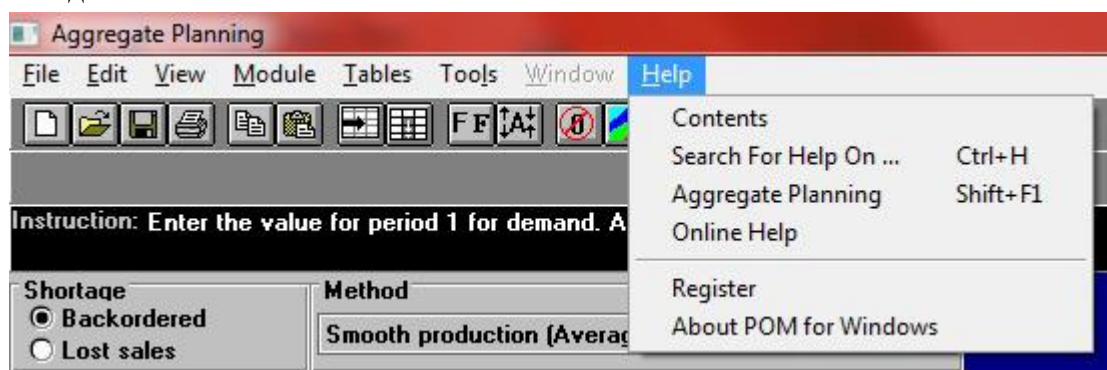 Aggregate Planning
File Edit View Module Tables Tools Window Help
Contents
Search For Help On ... Ctrl+H
Aggregate Planning Shift+F1
Online Help
Register
About POM for Windows
Instruction: Enter the value for period 1 for demand. A
Shortage
Backordered
Lost sales
Method
Smooth production (Averag